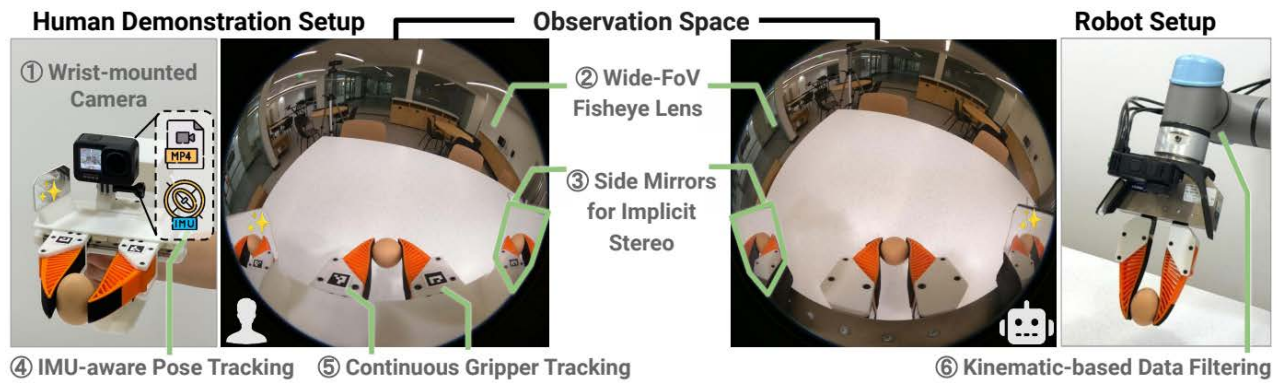 Human Demonstration Setup
Observation Space
Robot Setup
① Wrist-mounted
Camera
MP4
IMU
② Wide-FoV
Fisheye Lens
③ Side Mirrors
for Implicit
Stereo
④ IMU-aware Pose Tracking
⑤ Continuous Gripper Tracking
⑥ Kinematic-based Data Filtering